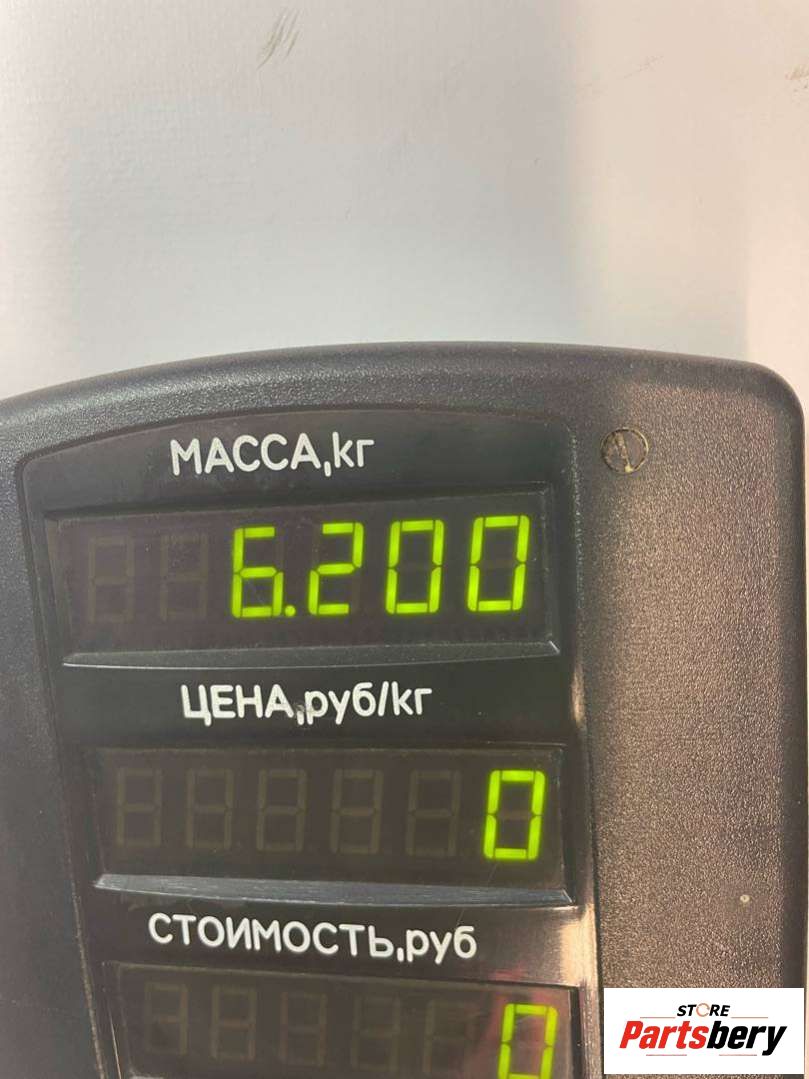 МАССА,кг
6.200
ЦЕНА,руб/кг
0
СТОИМОСТЬ,руб
0
STORE
Partsbery